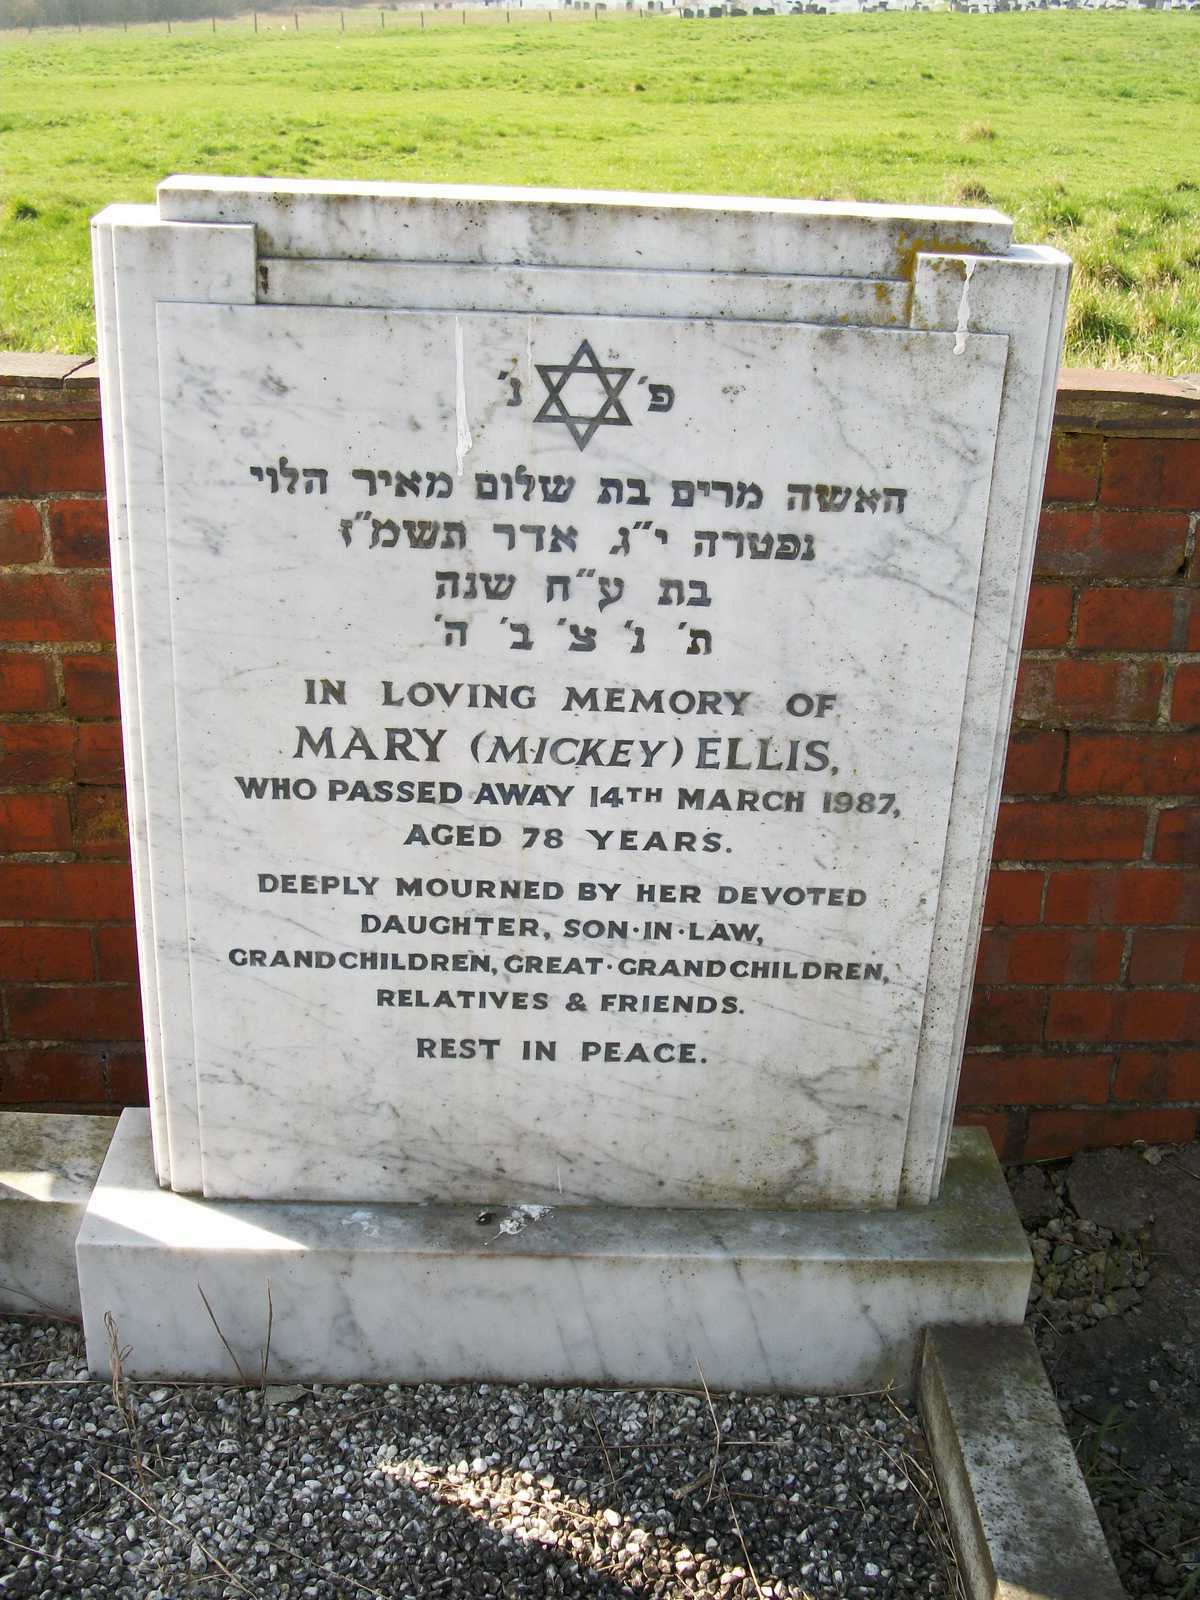 פ׳ נ׳
האשה מרים בת שלום מאיר הלוי
נפטרה י״ג אדר תשמ״ז
בת ע״ח שנה
ת׳ נ׳ צ׳ ב׳ ה׳
IN LOVING MEMORY OF
MARY (MICKEY) ELLIS,
WHO PASSED AWAY 14TH MARCH 1987,
AGED 78 YEARS.
DEEPLY MOURNED BY HER DEVOTED
DAUGHTER, SON·IN·LAW,
GRANDCHILDREN, GREAT·GRANDCHILDREN,
RELATIVES & FRIENDS.
REST IN PEACE.